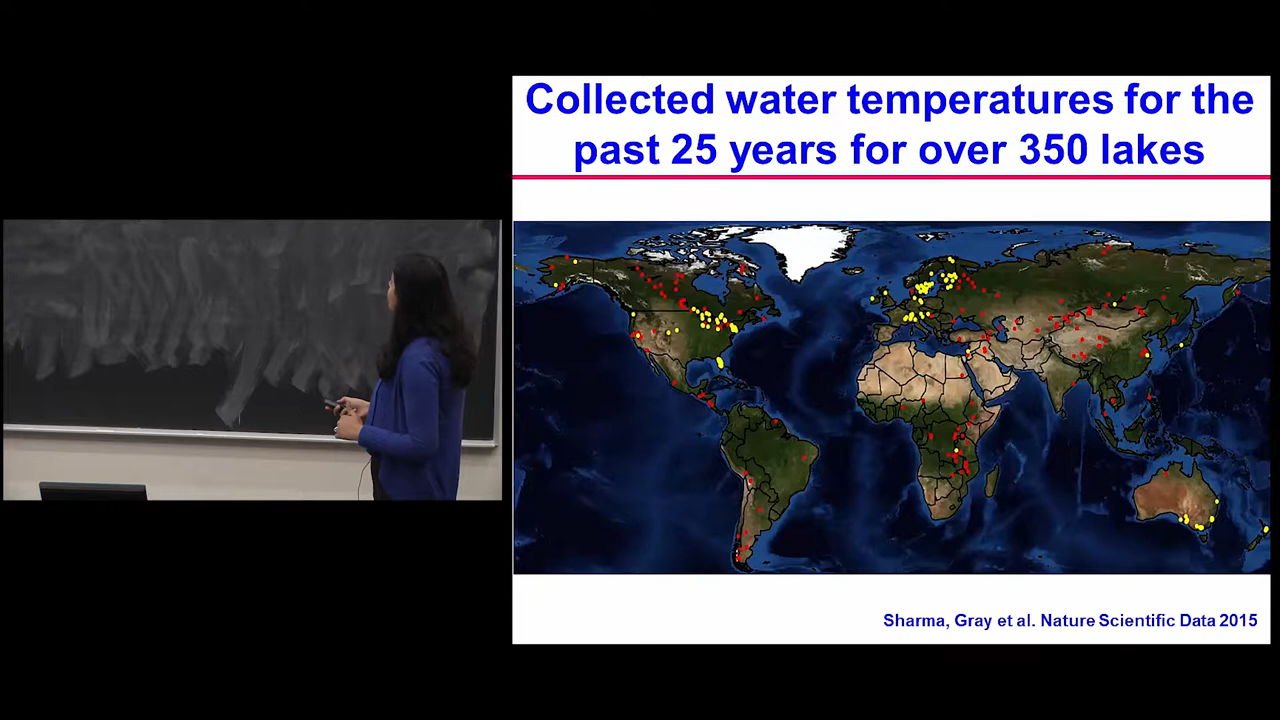 Collected water temperatures for the
past 25 years for over 350 lakes
Sharma, Gray et al. Nature Scientific Data 2015